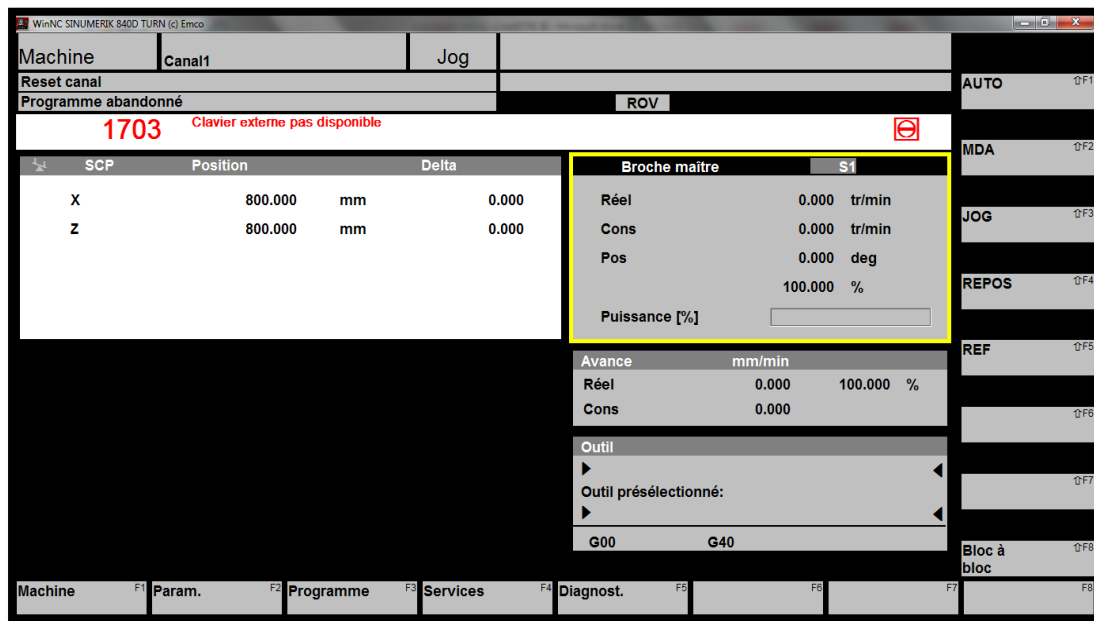 WinNC SINUMERIK 840D TURN (c) Emco
Machine Canal1 Jog
Reset canal
Programme abandonné ROV
1703 Clavier externe pas disponible
SCP Position Delta
X 800.000 mm 0.000
Z 800.000 mm 0.000
Broche maître S1
Réel 0.000 tr/min
Cons 0.000 tr/min
Pos 0.000 deg
100.000 %
Puissance [%]
Avance mm/min
Réel 0.000 100.000 %
Cons 0.000
Outil
Outil présélectionné:
G00 G40
AUTO ⇧F1
MDA ⇧F2
JOG ⇧F3
REPOS ⇧F4
REF ⇧F5
⇧F6
⇧F7
Bloc à ⇧F8
bloc
Machine F1 Param. F2 Programme F3 Services F4 Diagnost. F5 F6 F7 F8